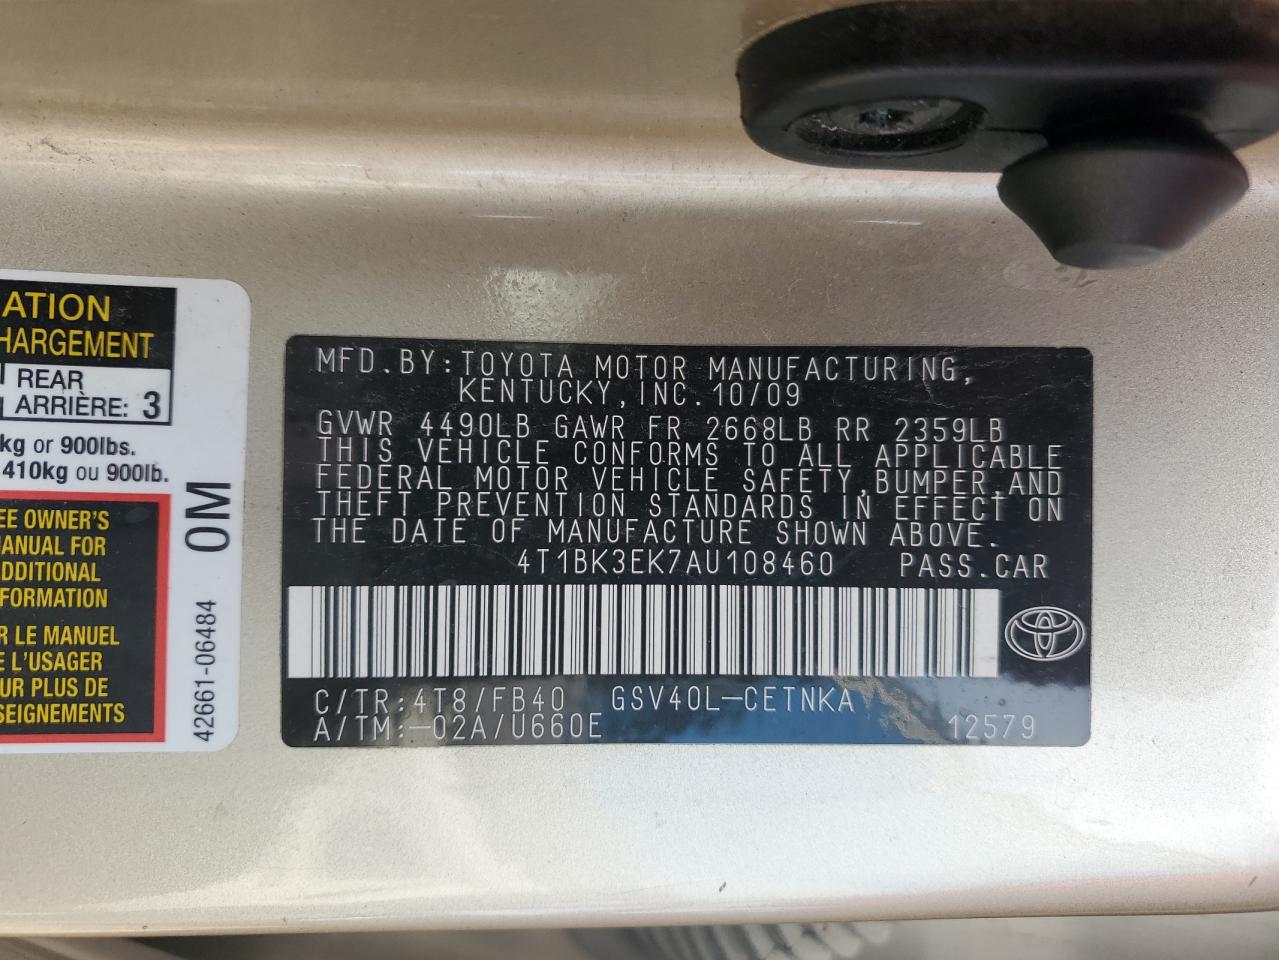 ATION
HARGEMENT
REAR
ARRIÈRE: 3
kg or 900lbs.
410kg ou 900lb.
EE OWNER'S
ANUAL FOR
DDITIONAL
FORMATION
R LE MANUEL
E L'USAGER
UR PLUS DE
SEIGNEMENTS
42661-06484 0M
MFD.BY:TOYOTA MOTOR MANUFACTURING,
KENTUCKY,INC.10/09
GVWR 4490LB GAWR FR 2668LB RR 2359LB
THIS VEHICLE CONFORMS TO ALL APPLICABLE
FEDERAL MOTOR VEHICLE SAFETY,BUMPER,AND
THEFT PREVENTION STANDARDS IN EFFECT ON
THE DATE OF MANUFACTURE SHOWN ABOVE.
4T1BK3EK7AU108460 PASS.CAR
C/TR:4T8/FB40 GSV40L-CETNKA
A/TM:-02A/U660E 12579